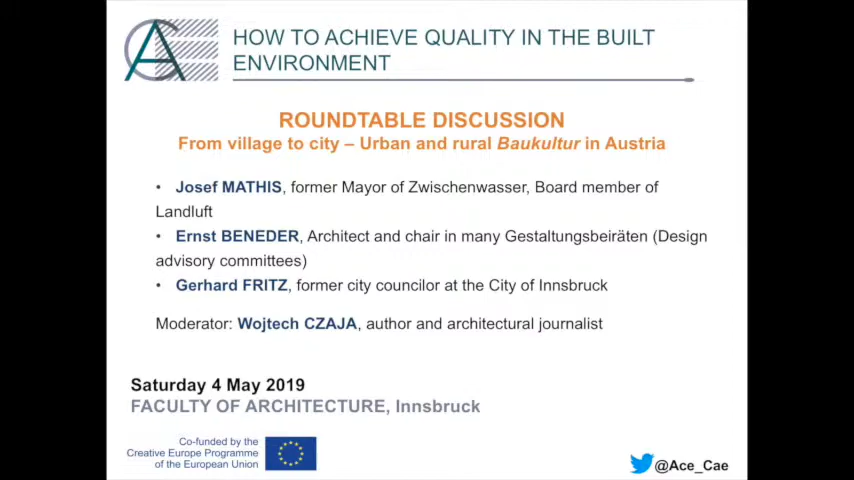 HOW TO ACHIEVE QUALITY IN THE BUILT
ENVIRONMENT
ROUNDTABLE DISCUSSION
From village to city – Urban and rural Baukultur in Austria
• Josef MATHIS, former Mayor of Zwischenwasser, Board member of
Landluft
• Ernst BENEDER, Architect and chair in many Gestaltungsbeiräten (Design
advisory committees)
• Gerhard FRITZ, former city councilor at the City of Innsbruck
Moderator: Wojtech CZAJA, author and architectural journalist
Saturday 4 May 2019
FACULTY OF ARCHITECTURE, Innsbruck
Co-funded by the
Creative Europe Programme
of the European Union
@Ace_Cae